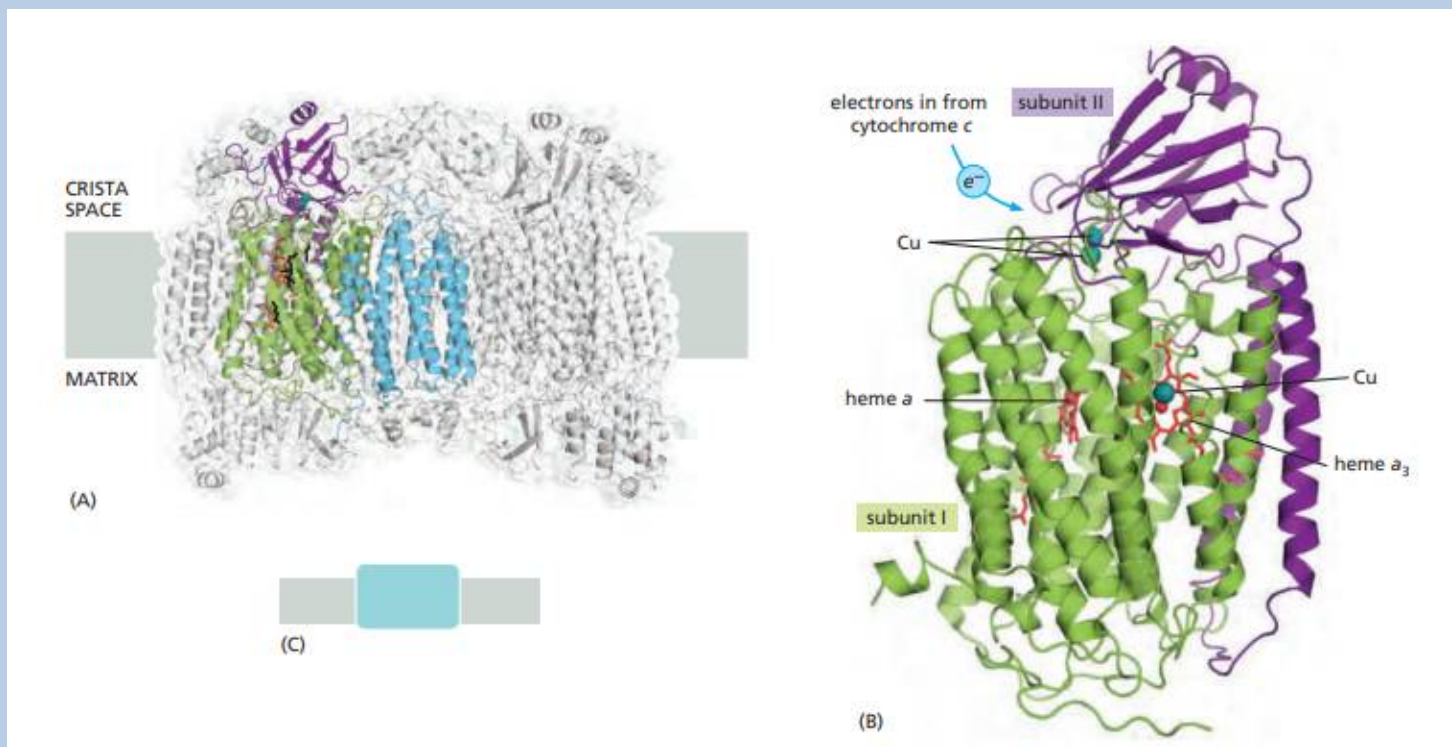 CRISTA
SPACE
MATRIX
(A)
(C)
electrons in from
cytochrome c
subunit II
e⁻
Cu
heme a
Cu
heme a₃
subunit I
(B)